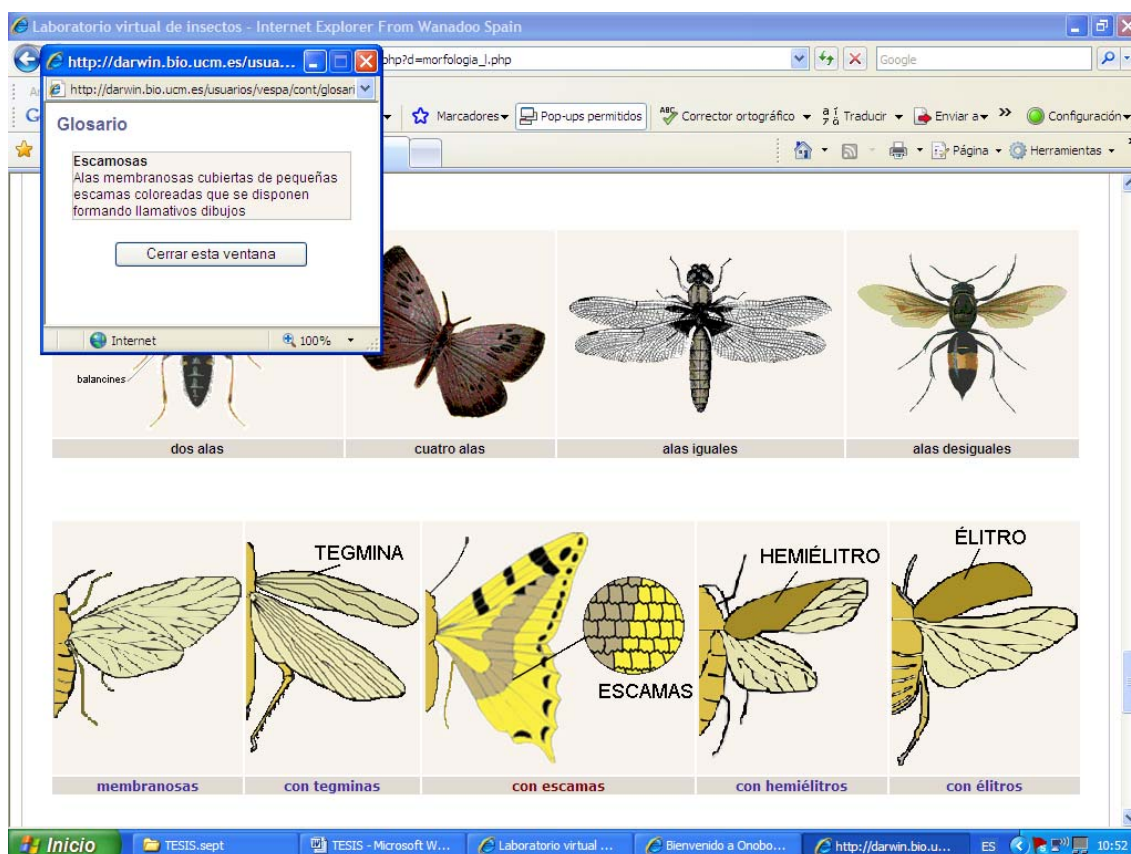 Laboratorio virtual de insectos - Internet Explorer From Wanadoo Spain
http://darwin.bio.ucm.es/usua...
php?d=morfologia_l.php
Google
http://darwin.bio.ucm.es/usuarios/vespa/cont/glosari
Marcadores
Pop-ups permitidos
Corrector ortográfico
Traducir
Enviar a
Configuración
Página
Herramientas
Glosario
Escamosas
Alas membranosas cubiertas de pequeñas
escamas coloreadas que se disponen
formando llamativos dibujos
Cerrar esta ventana
Internet
100%
balancines
dos alas
cuatro alas
alas iguales
alas desiguales
TEGMINA
ESCAMAS
HEMIÉLITRO
ÉLITRO
membranosas
con tegminas
con escamas
con hemiélitros
con élitros
Inicio
TESIS.sept
TESIS - Microsoft W...
Laboratorio virtual ...
Bienvenido a Onobo...
http://darwin.bio.u...
ES
10:52